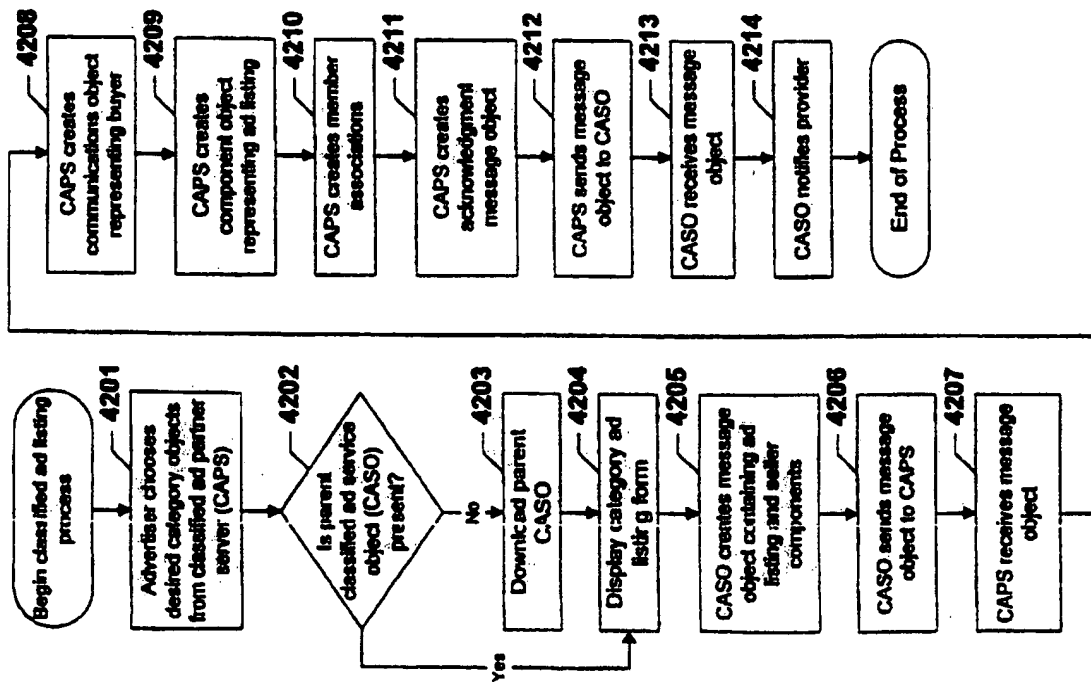 Begin classified ad listing
process
4201
Advertiser chooses
desired category objects
from classified ad partner
server (CAPS)
4202
Is parent
classified ad service
object (CASO)
present?
No
Yes
4203
Download parent
CASO
4204
Display category ad
listing form
4205
CASO creates message
object containing ad
listing and seller
components
4206
CASO sends message
object to CAPS
4207
CAPS receives message
object
4208
CAPS creates
communications object
representing buyer
4209
CAPS creates
component object
representing ad listing
4210
CAPS creates member
associations
4211
CAPS creates
acknowledgment
message object
4212
CAPS sends message
object to CASO
4213
CASO receives message
object
4214
CASO notifies provider
End of Process